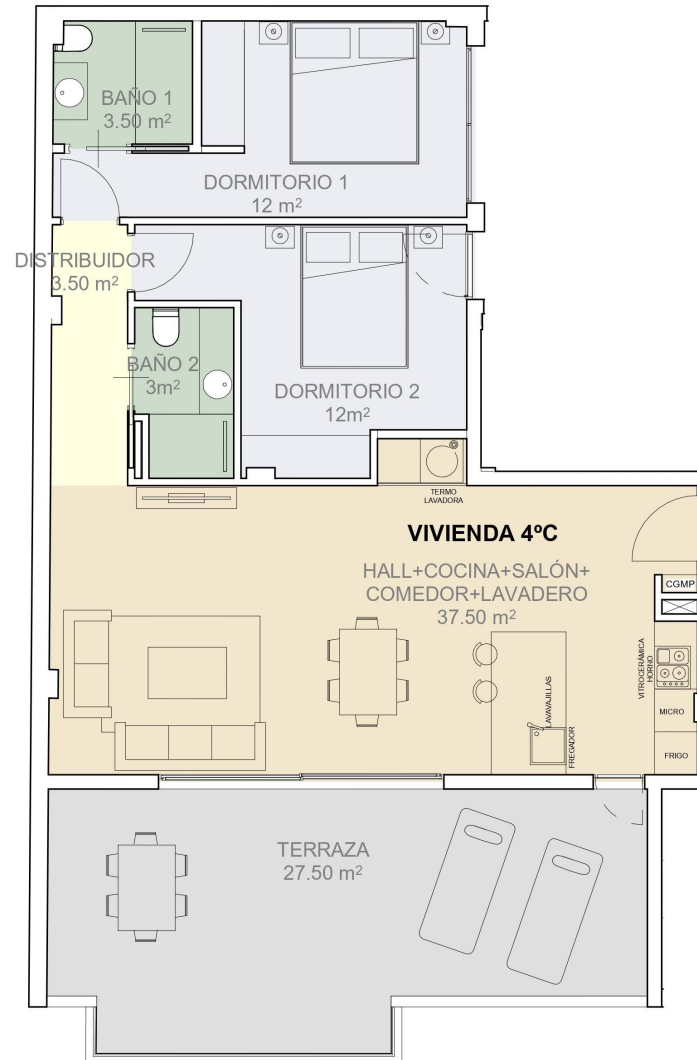 BAÑO 1
3.50 m²
DORMITORIO 1
12 m²
DISTRIBUIDOR
3.50 m²
BAÑO 2
3m²
DORMITORIO 2
12m²
TERMO
LAVADORA
VIVIENDA 4ºC
HALL+COCINA+SALÓN+
COMEDOR+LAVADERO
37.50 m²
CGMP
VITROCERÁMICA
HORNO
LAVAVAJILLAS
FREGADOR
MICRO
FRIGO
TERRAZA
27.50 m²